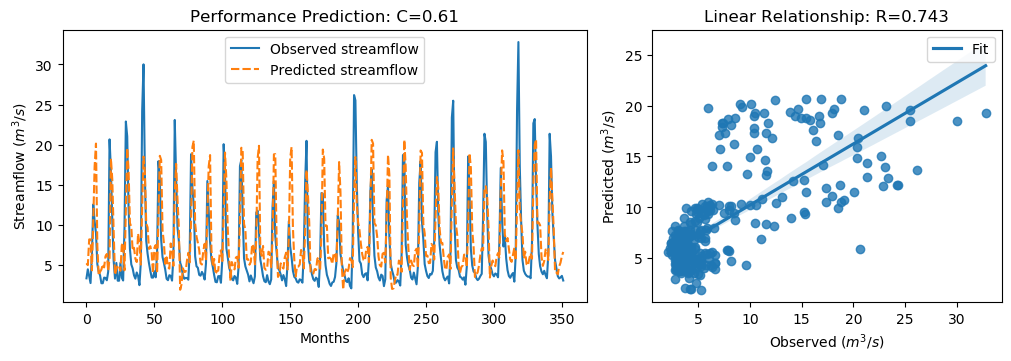 Performance Prediction: C=0.61
Observed streamflow
Predicted streamflow
Streamflow (m³/s)
30
25
20
15
10
5
0
50
100
150
200
250
300
350
Months
Linear Relationship: R=0.743
Fit
Predicted (m³/s)
25
20
15
10
5
5
10
15
20
25
30
Observed (m³/s)